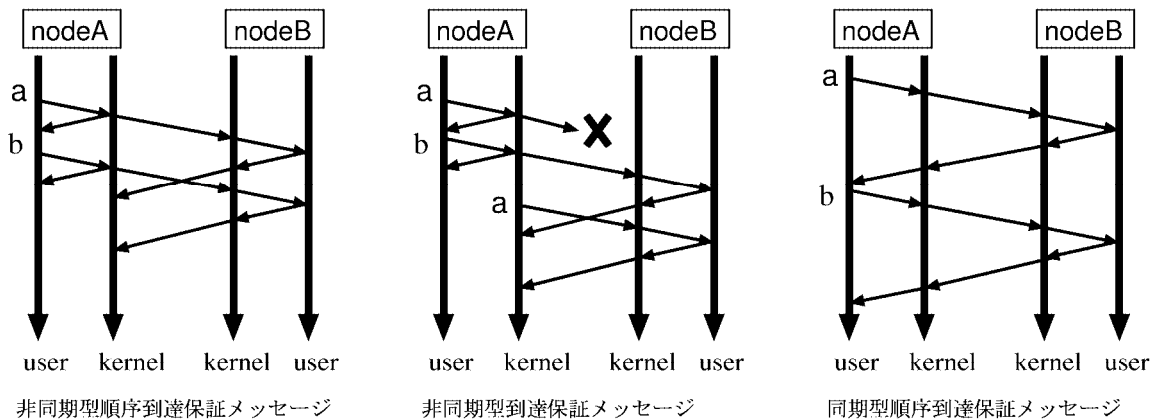 nodeA nodeB
a
b
user kernel kernel user
非同期型順序到達保証メッセージ
nodeA nodeB
a
b
a
user kernel kernel user
非同期型到達保証メッセージ
nodeA nodeB
a
b
user kernel kernel user
同期型順序到達保証メッセージ